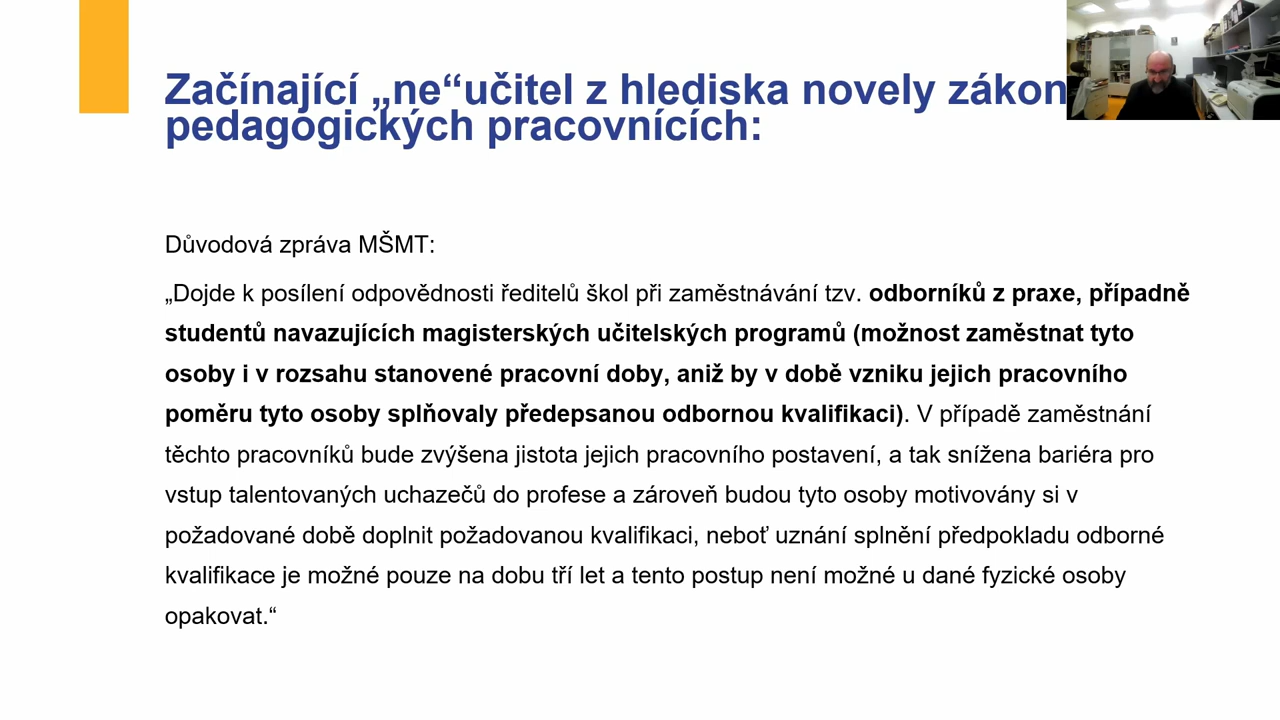 Začínající „ne“učitel z hlediska novely zákon
pedagogických pracovnících:
Důvodová zpráva MŠMT:
„Dojde k posílení odpovědnosti ředitelů škol při zaměstnávání tzv. odborníků z praxe, případně
studentů navazujících magisterských učitelských programů (možnost zaměstnat tyto
osoby i v rozsahu stanovené pracovní doby, aniž by v době vzniku jejich pracovního
poměru tyto osoby splňovaly předepsanou odbornou kvalifikaci). V případě zaměstnání
těchto pracovníků bude zvýšena jistota jejich pracovního postavení, a tak snížena bariéra pro
vstup talentovaných uchazečů do profese a zároveň budou tyto osoby motivovány si v
požadované době doplnit požadovanou kvalifikaci, neboť uznání splnění předpokladu odborné
kvalifikace je možné pouze na dobu tří let a tento postup není možné u dané fyzické osoby
opakovat.“